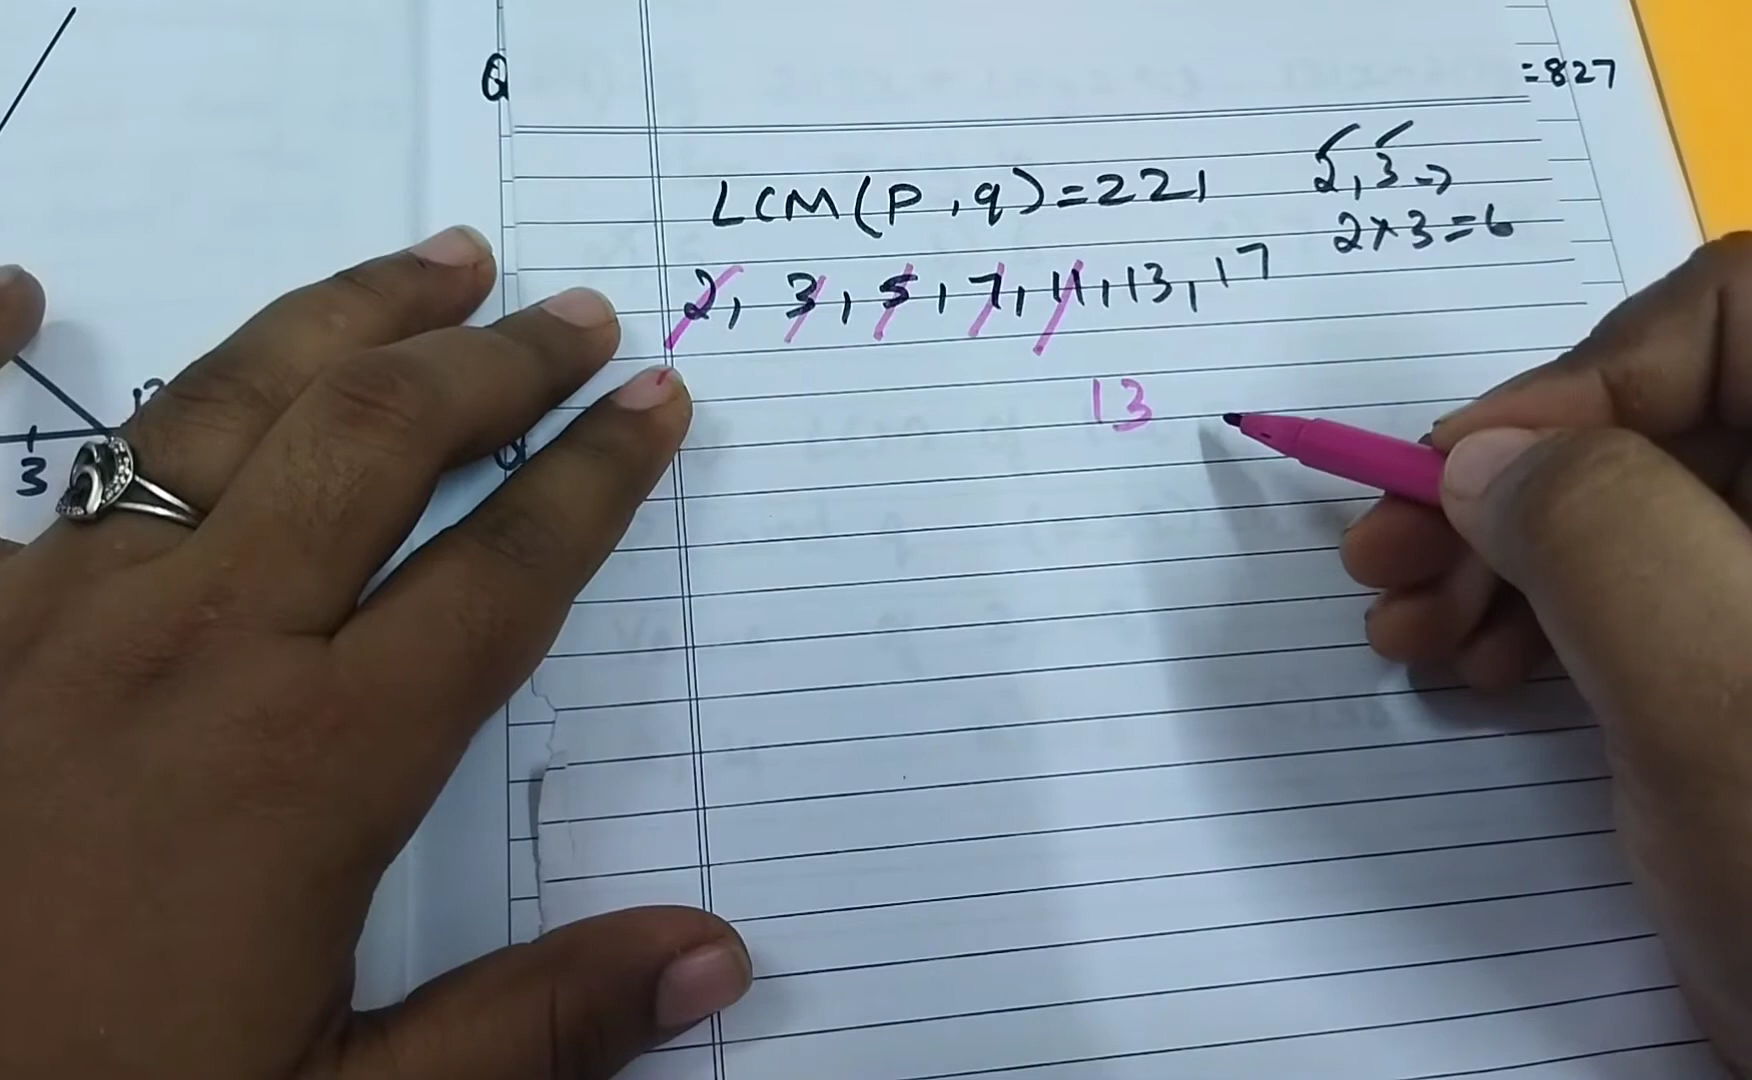 Q
=827
LCM(P,q)=221
2,3→
2×3=6
2, 3, 5, 7, 11, 13, 17
13
3